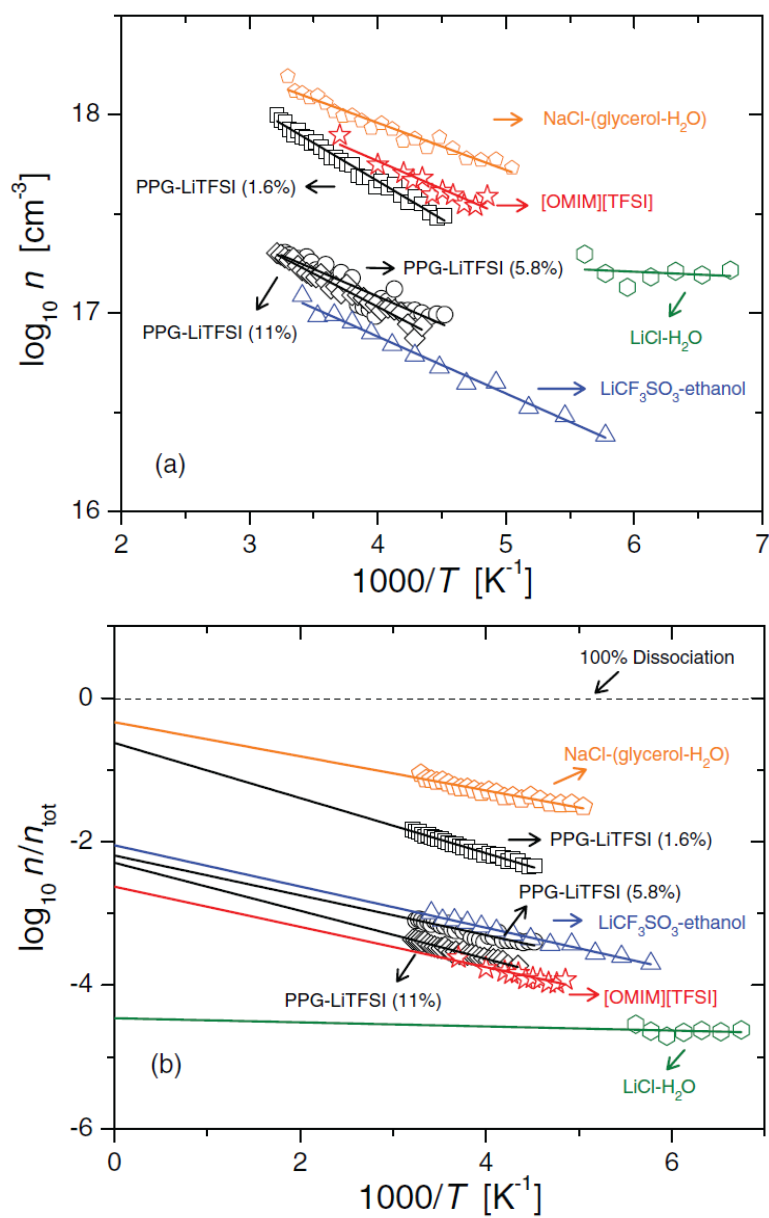 18
17
16
log₁₀ n [cm⁻³]
NaCl-(glycerol-H₂O)
PPG-LiTFSI (1.6%)
[OMIM][TFSI]
PPG-LiTFSI (5.8%)
PPG-LiTFSI (11%)
LiCl-H₂O
LiCF₃SO₃-ethanol
(a)
2 3 4 5 6 7
1000/T [K⁻¹]
0
-2
-4
-6
log₁₀ n/nₜₒₜ
100% Dissociation
NaCl-(glycerol-H₂O)
PPG-LiTFSI (1.6%)
PPG-LiTFSI (5.8%)
LiCF₃SO₃-ethanol
PPG-LiTFSI (11%)
[OMIM][TFSI]
(b)
LiCl-H₂O
0 2 4 6
1000/T [K⁻¹]